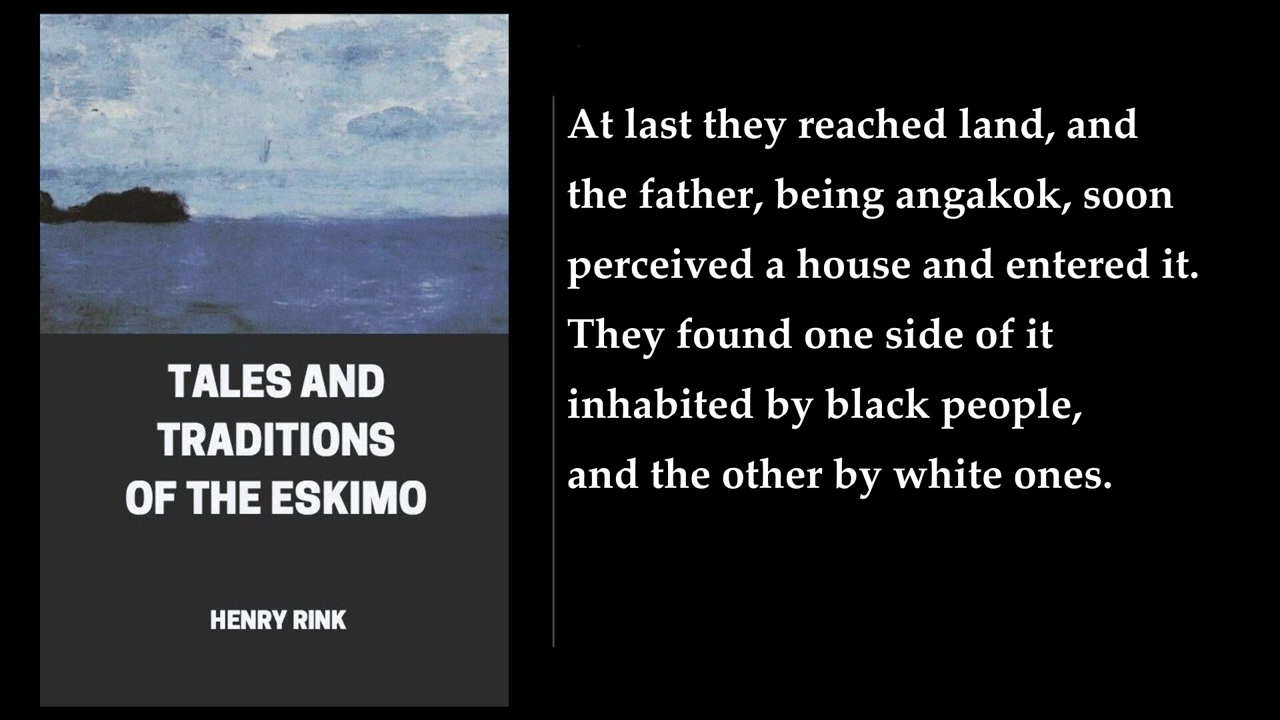 TALES AND
TRADITIONS
OF THE ESKIMO
HENRY RINK
At last they reached land, and
the father, being angakok, soon
perceived a house and entered it.
They found one side of it
inhabited by black people,
and the other by white ones.